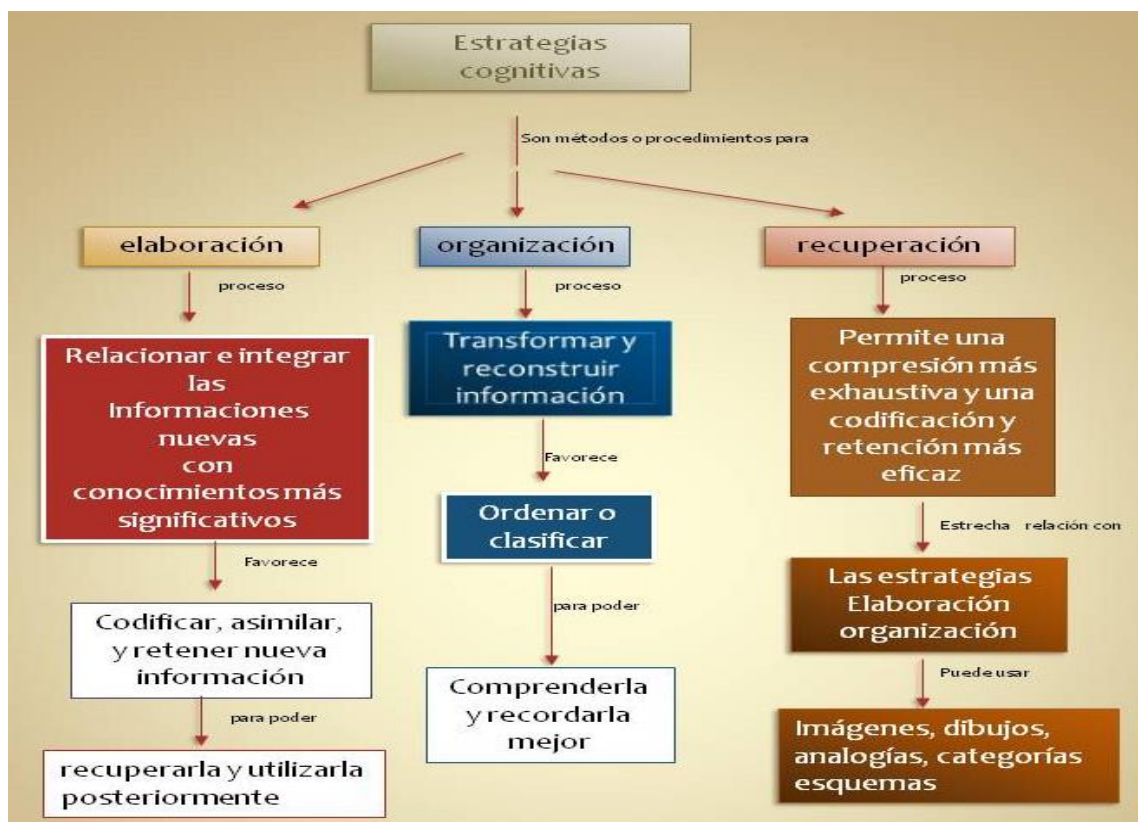 Estrategias
cognitivas
Son métodos o procedimientos para
elaboración
proceso
Relacionar e integrar
las
Informaciones
nuevas
con
conocimientos más
significativos
Favorece
Codificar, asimilar,
y retener nueva
información
para poder
recuperarla y utilizarla
posteriormente
organización
proceso
Transformar y
reconstruir
información
Favorece
Ordenar o
clasificar
para poder
Comprenderla
y recordarla
mejor
recuperación
proceso
Permite una
compresión más
exhaustiva y una
codificación y
retención más
eficaz
Estrecha relación con
Las estrategias
Elaboración
organización
Puede usar
Imágenes, dibujos,
analogías, categorías
esquemas